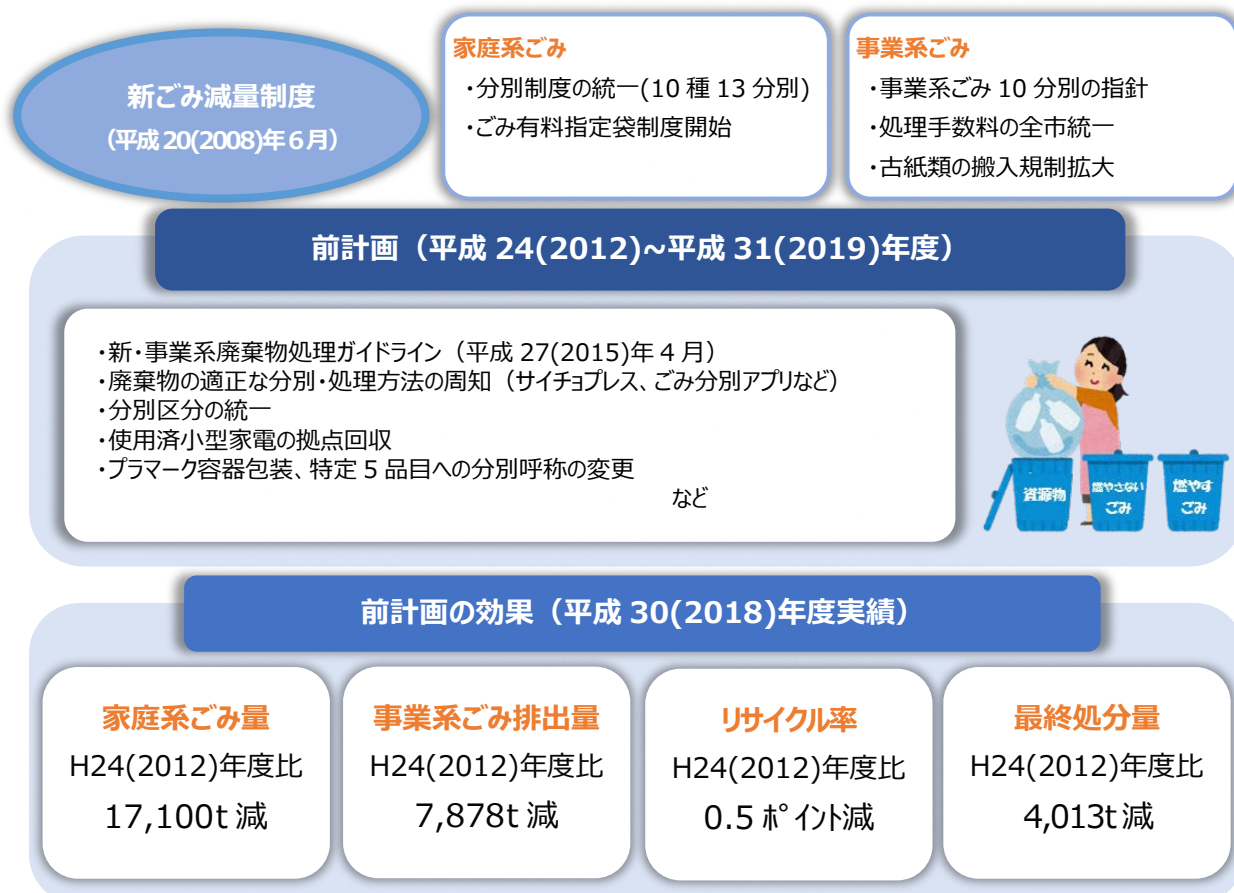 新ごみ減量制度
(平成20(2008)年6月)
家庭系ごみ
・分別制度の統一(10種13分別)
・ごみ有料指定袋制度開始
事業系ごみ
・事業系ごみ10分別の指針
・処理手数料の全市統一
・古紙類の搬入規制拡大
前計画（平成24(2012)~平成31(2019)年度）
・新・事業系廃棄物処理ガイドライン（平成27(2015)年4月）
・廃棄物の適正な分別・処理方法の周知（サイチョプレス、ごみ分別アプリなど）
・分別区分の統一
・使用済小型家電の拠点回収
・プラマーク容器包装、特定5品目への分別呼称の変更
など
資源物
燃やさない
ごみ
燃やす
ごみ
前計画の効果（平成30(2018)年度実績）
家庭系ごみ量
H24(2012)年度比
17,100t減
事業系ごみ排出量
H24(2012)年度比
7,878t減
リサイクル率
H24(2012)年度比
0.5ポイント減
最終処分量
H24(2012)年度比
4,013t減